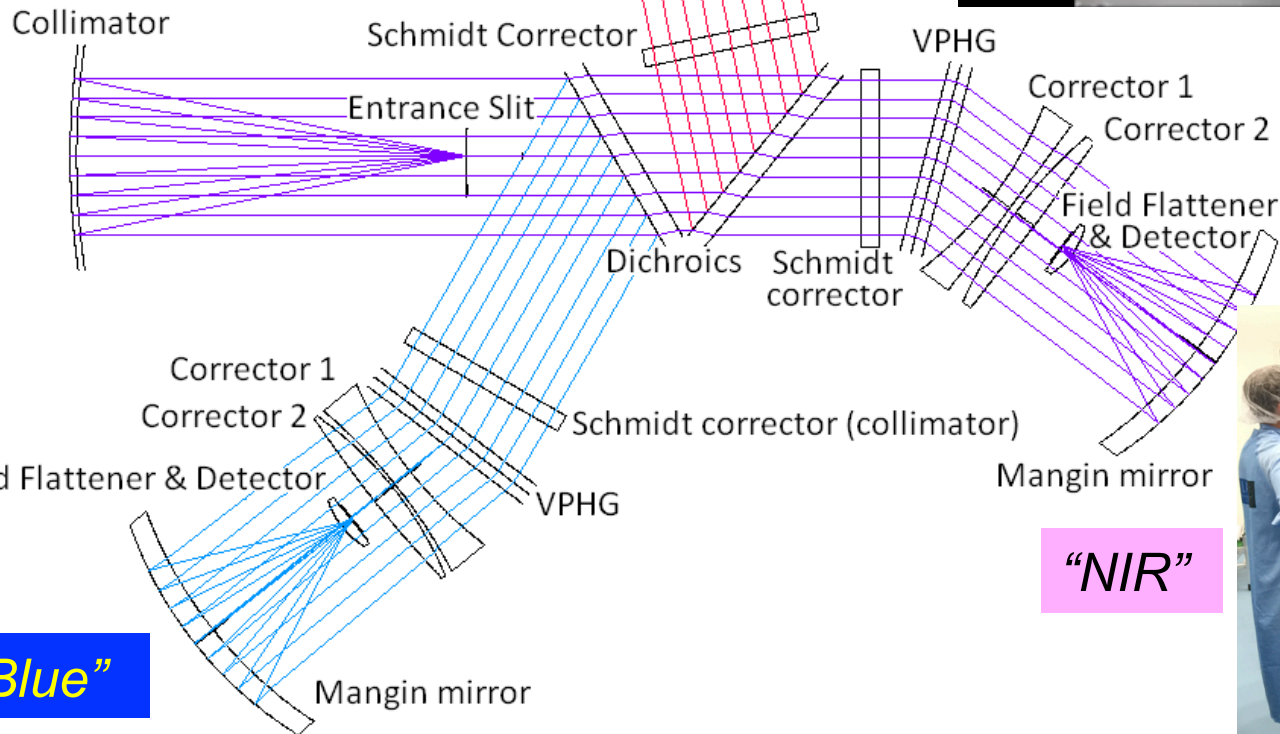 Collimator
Schmidt Corrector
VPHG
Corrector 1
Entrance Slit
Corrector 2
Field Flattener
& Detector
Dichroics
Schmidt
corrector
Corrector 1
Corrector 2
Schmidt corrector (collimator)
d Flattener & Detector
Mangin mirror
VPHG
"NIR"
Blue"
Mangin mirror